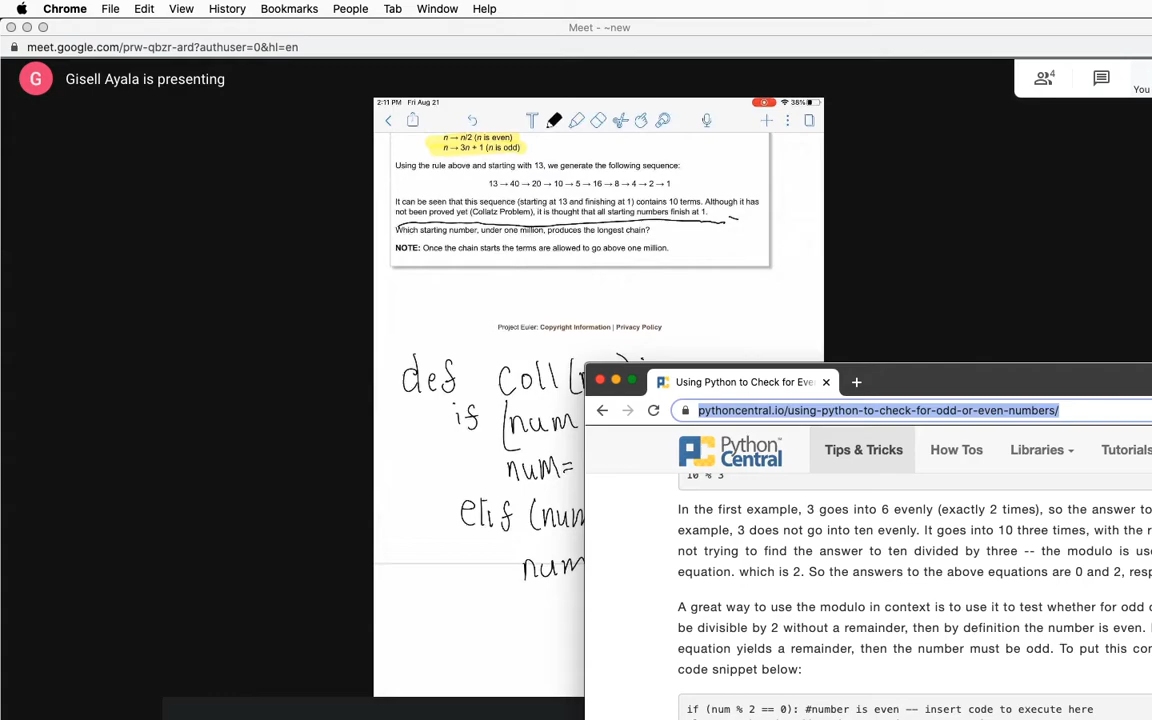 Chrome File Edit View History Bookmarks People Tab Window Help
Meet - ~new
meet.google.com/prw-qbzr-ard?authuser=0&hl=en
G Gisell Ayala is presenting
4
You
2:11 PM Fri Aug 21
38%
T
n → n/2 (n is even)
n → 3n + 1 (n is odd)
Using the rule above and starting with 13, we generate the following sequence:
13 → 40 → 20 → 10 → 5 → 16 → 8 → 4 → 2 → 1
It can be seen that this sequence (starting at 13 and finishing at 1) contains 10 terms. Although it has
not been proved yet (Collatz Problem), it is thought that all starting numbers finish at 1.
Which starting number, under one million, produces the longest chain?
NOTE: Once the chain starts the terms are allowed to go above one million.
Project Euler: Copyright Information | Privacy Policy
def coll(
if (num
num=
elif (num
num
Using Python to Check for Eve
pythoncentral.io/using-python-to-check-for-odd-or-even-numbers/
Python Central
Tips & Tricks How Tos Libraries Tutorials
10 % 3
In the first example, 3 goes into 6 evenly (exactly 2 times), so the answer to
example, 3 does not go into ten evenly. It goes into 10 three times, with the r
not trying to find the answer to ten divided by three -- the modulo is use
equation. which is 2. So the answers to the above equations are 0 and 2, resp
A great way to use the modulo in context is to use it to test whether for odd
be divisible by 2 without a remainder, then by definition the number is even.
equation yields a remainder, then the number must be odd. To put this con
code snippet below:
if (num % 2 == 0): #number is even -- insert code to execute here